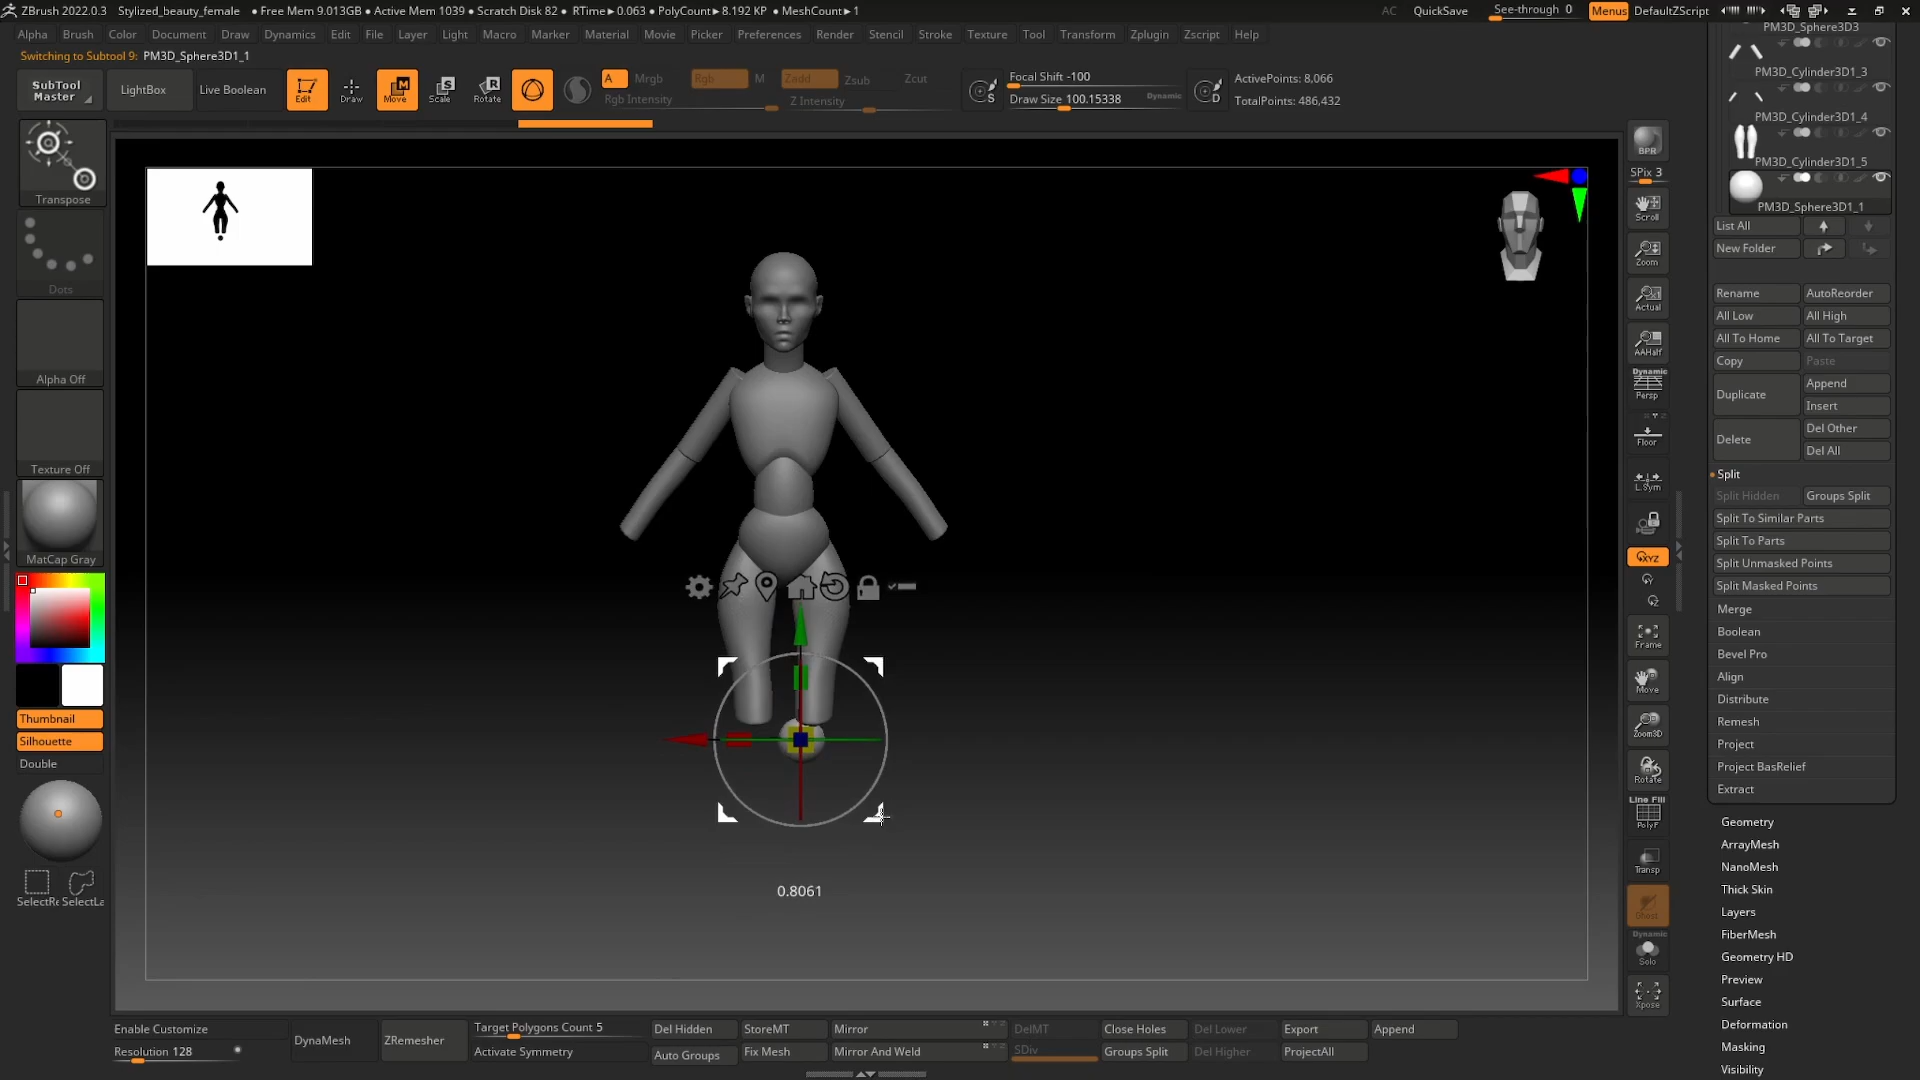 ZBrush 2022.0.3 Stylized_beauty_female • Free Mem 9.013GB • Active Mem 1039 • Scratch Disk 82 • RTime▸0.063 • PolyCount▸8.192 KP • MeshCount▸1 AC QuickSave See-through 0 Menus DefaultZScript
Alpha Brush Color Document Draw Dynamics Edit File Layer Light Macro Marker Material Movie Picker Preferences Render Stencil Stroke Texture Tool Transform Zplugin Zscript Help
Switching to Subtool 9: PM3D_Sphere3D1_1
SubTool Master
LightBox
Live Boolean
Edit
Draw
Move
Scale
Rotate
A Mrgb
Rgb M
Zadd Zsub Zcut
Rgb Intensity
Z Intensity
S
Focal Shift -100
Draw Size 100.15338 Dynamic
D
ActivePoints: 8,066
TotalPoints: 486,432
Transpose
Dots
Alpha Off
Texture Off
MatCap Gray
Thumbnail
Silhouette
Double
SelectRe SelectLa
0.8061
BPR
SPix 3
Scroll
Zoom
Actual
AAHalf
Dynamic
Persp
Floor
L.Sym
XYZ
Frame
Move
Zoom3D
Rotate
Line Fill
PolyF
Transp
Ghost
Dynamic
Solo
Xpose
PM3D_Sphere3D3
PM3D_Cylinder3D1_3
PM3D_Cylinder3D1_4
PM3D_Cylinder3D1_5
PM3D_Sphere3D1_1
List All
New Folder
Rename AutoReorder
All Low All High
All To Home All To Target
Copy Paste
Duplicate Append
Insert
Delete Del Other
Del All
Split
Split Hidden Groups Split
Split To Similar Parts
Split To Parts
Split Unmasked Points
Split Masked Points
Merge
Boolean
Bevel Pro
Align
Distribute
Remesh
Project
Project BasRelief
Extract
Geometry
ArrayMesh
NanoMesh
Thick Skin
Layers
FiberMesh
Geometry HD
Preview
Surface
Deformation
Masking
Visibility
Enable Customize
Resolution 128
DynaMesh
ZRemesher
Target Polygons Count 5
Activate Symmetry
Del Hidden
Auto Groups
StoreMT
Fix Mesh
Mirror
Mirror And Weld
DelMT
SDiv
Close Holes
Groups Split
Del Lower
Del Higher
Export
ProjectAll
Append